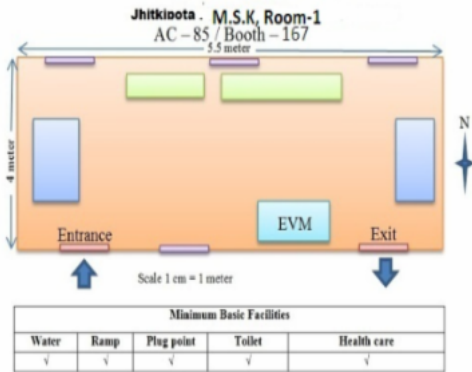 Jhitkipota . M.S.K, Room-1
AC – 85 / Booth – 167
5.5 meter
4 meter
N
EVM
Entrance
Exit
Scale 1 cm = 1 meter
Minimum Basic Facilities
Water Ramp Plug point Toilet Health care
√ √ √ √ √